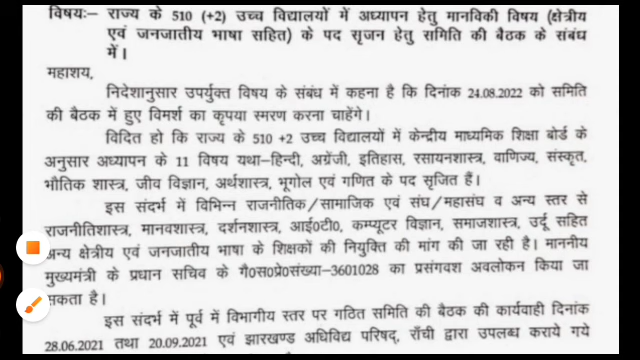 विषयः– राज्य के 510 (+2) उच्च विद्यालयों में अध्यापन हेतु मानविकी विषय (क्षेत्रीय
एवं जनजातीय भाषा सहित) के पद सृजन हेतु समिति की बैठक के संबंध
में।
महाशय,
निदेशानुसार उपर्युक्त विषय के संबंध में कहना है कि दिनांक 24.08.2022 को समिति
की बैठक में हुए विमर्श का कृपया स्मरण करना चाहेंगे।
विदित हो कि राज्य के 510 +2 उच्च विद्यालयों में केन्द्रीय माध्यमिक शिक्षा बोर्ड के
अनुसार अध्यापन के 11 विषय यथा–हिन्दी, अग्रेंजी, इतिहास, रसायनशास्त्र, वाणिज्य, संस्कृत,
भौतिक शास्त्र, जीव विज्ञान, अर्थशास्त्र, भूगोल एवं गणित के पद सृजित हैं।
इस संदर्भ में विभिन्न राजनीतिक/सामाजिक एवं संघ/महासंघ व अन्य स्तर से
राजनीतिशास्त्र, मानवशास्त्र, दर्शनशास्त्र, आई0टी0, कम्प्यूटर विज्ञान, समाजशास्त्र, उर्दू सहित
अन्य क्षेत्रीय एवं जनजातीय भाषा के शिक्षकों की नियुक्ति की मांग की जा रही है। माननीय
मुख्यमंत्री के प्रधान सचिव के गै0स0प्रे0संख्या–3601028 का प्रसंगवश अवलोकन किया जा
सकता है।
इस संदर्भ में पूर्व में विभागीय स्तर पर गठित समिति की बैठक की कार्यवाही दिनांक
28.06.2021 तथा 20.09.2021 एवं झारखण्ड अधिविद्य परिषद्, राँची द्वारा उपलब्ध कराये गये